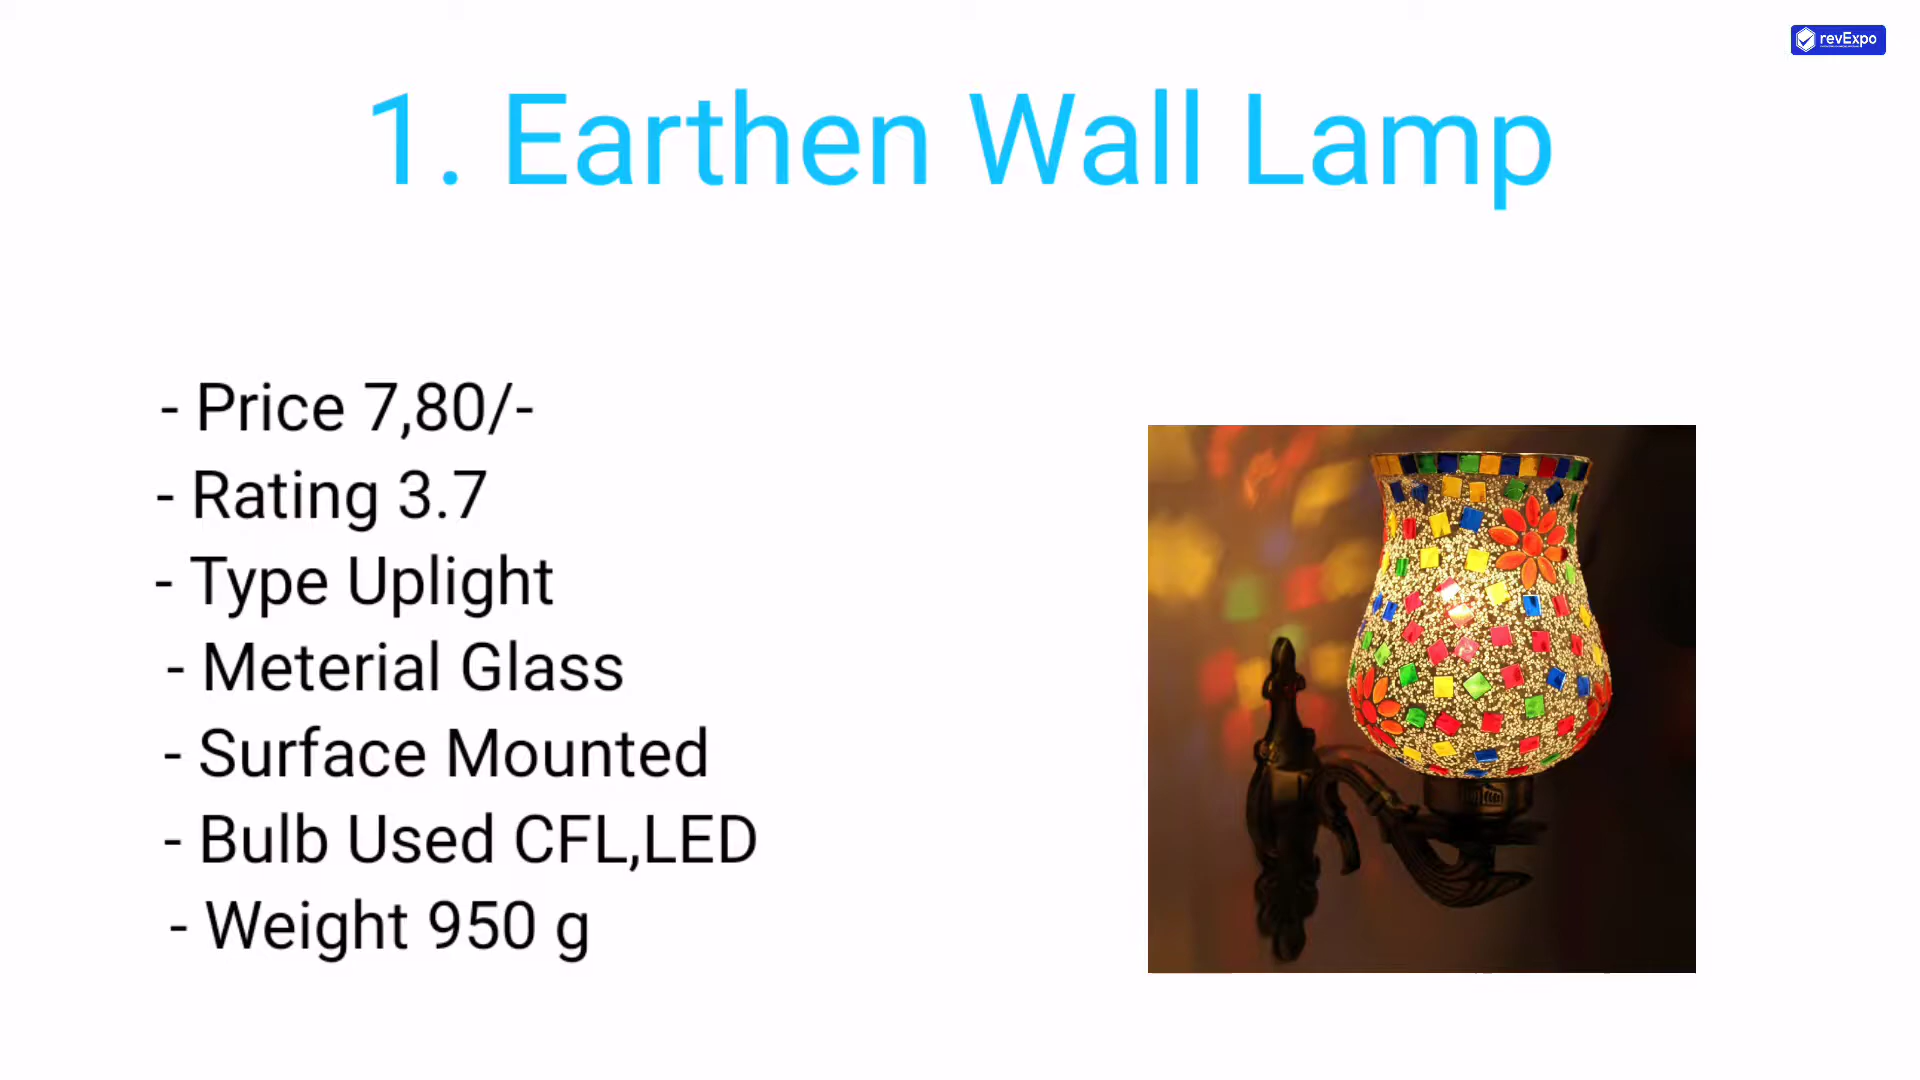 revExpo
1. Earthen Wall Lamp
- Price 7,80/-
- Rating 3.7
- Type Uplight
- Meterial Glass
- Surface Mounted
- Bulb Used CFL,LED
- Weight 950 g